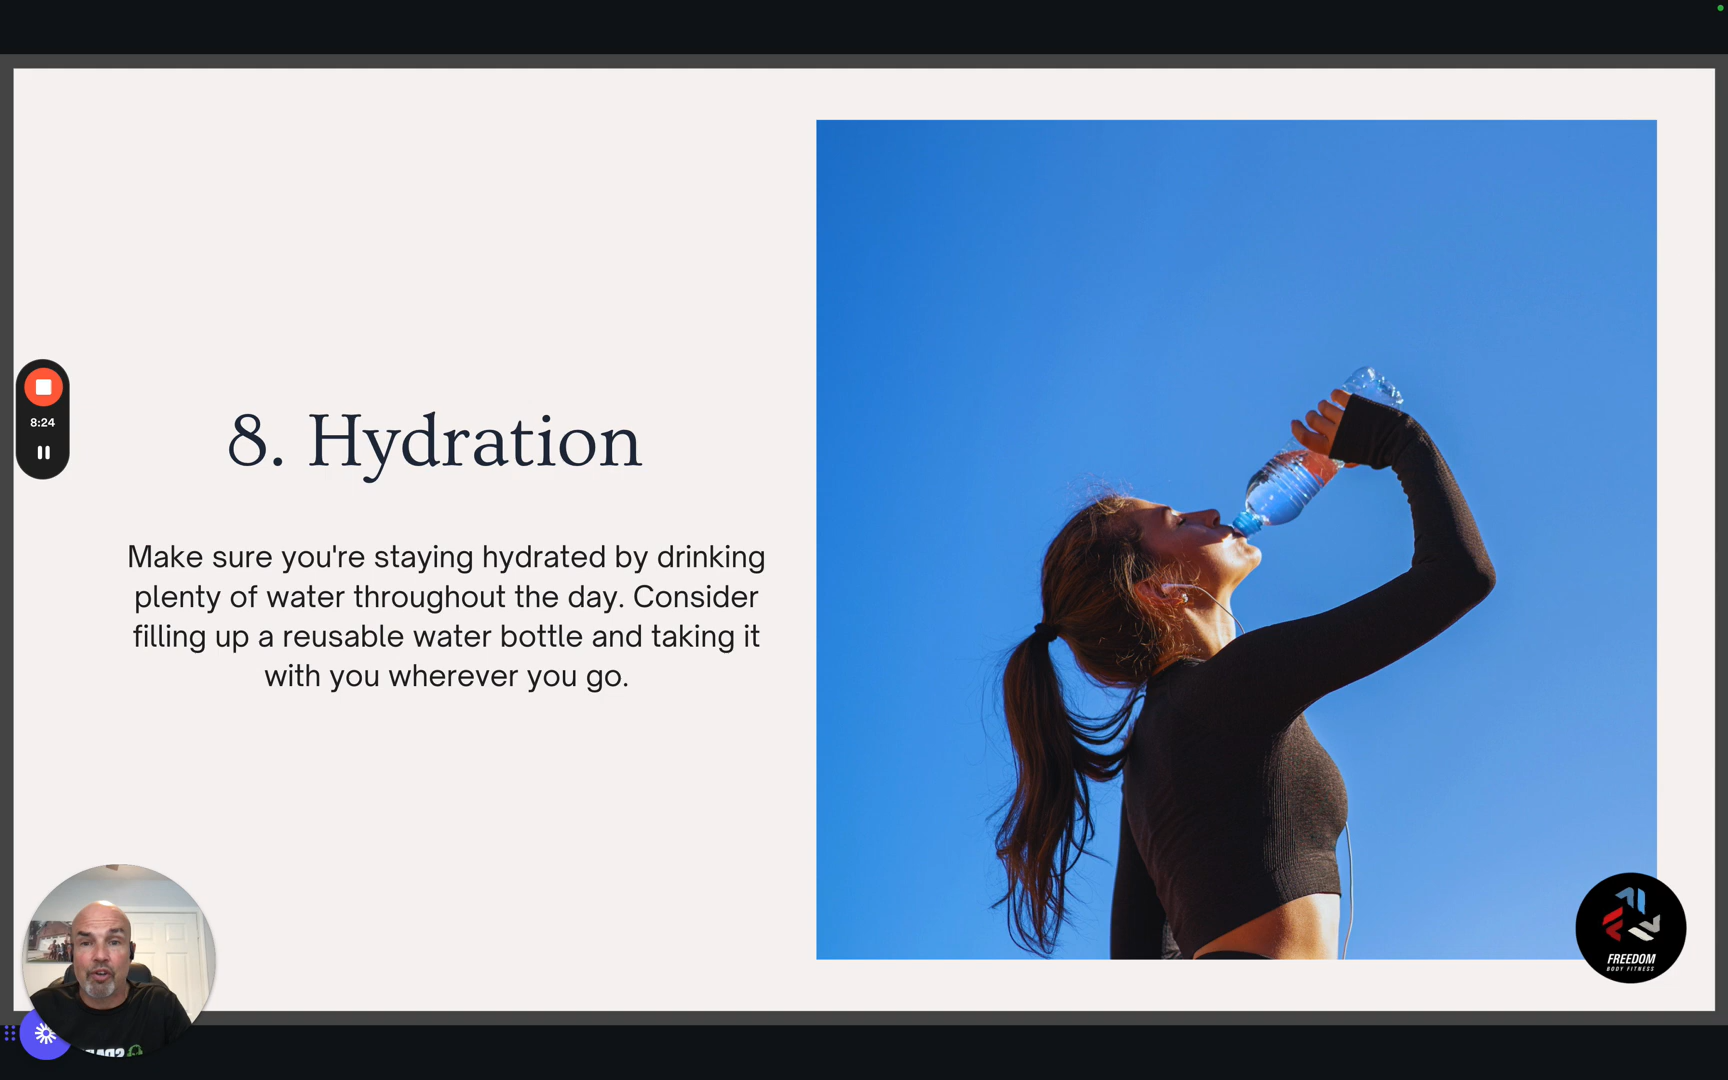 8:24
8. Hydration
Make sure you're staying hydrated by drinking
plenty of water throughout the day. Consider
filling up a reusable water bottle and taking it
with you wherever you go.
FREEDOM
BODY FITNESS